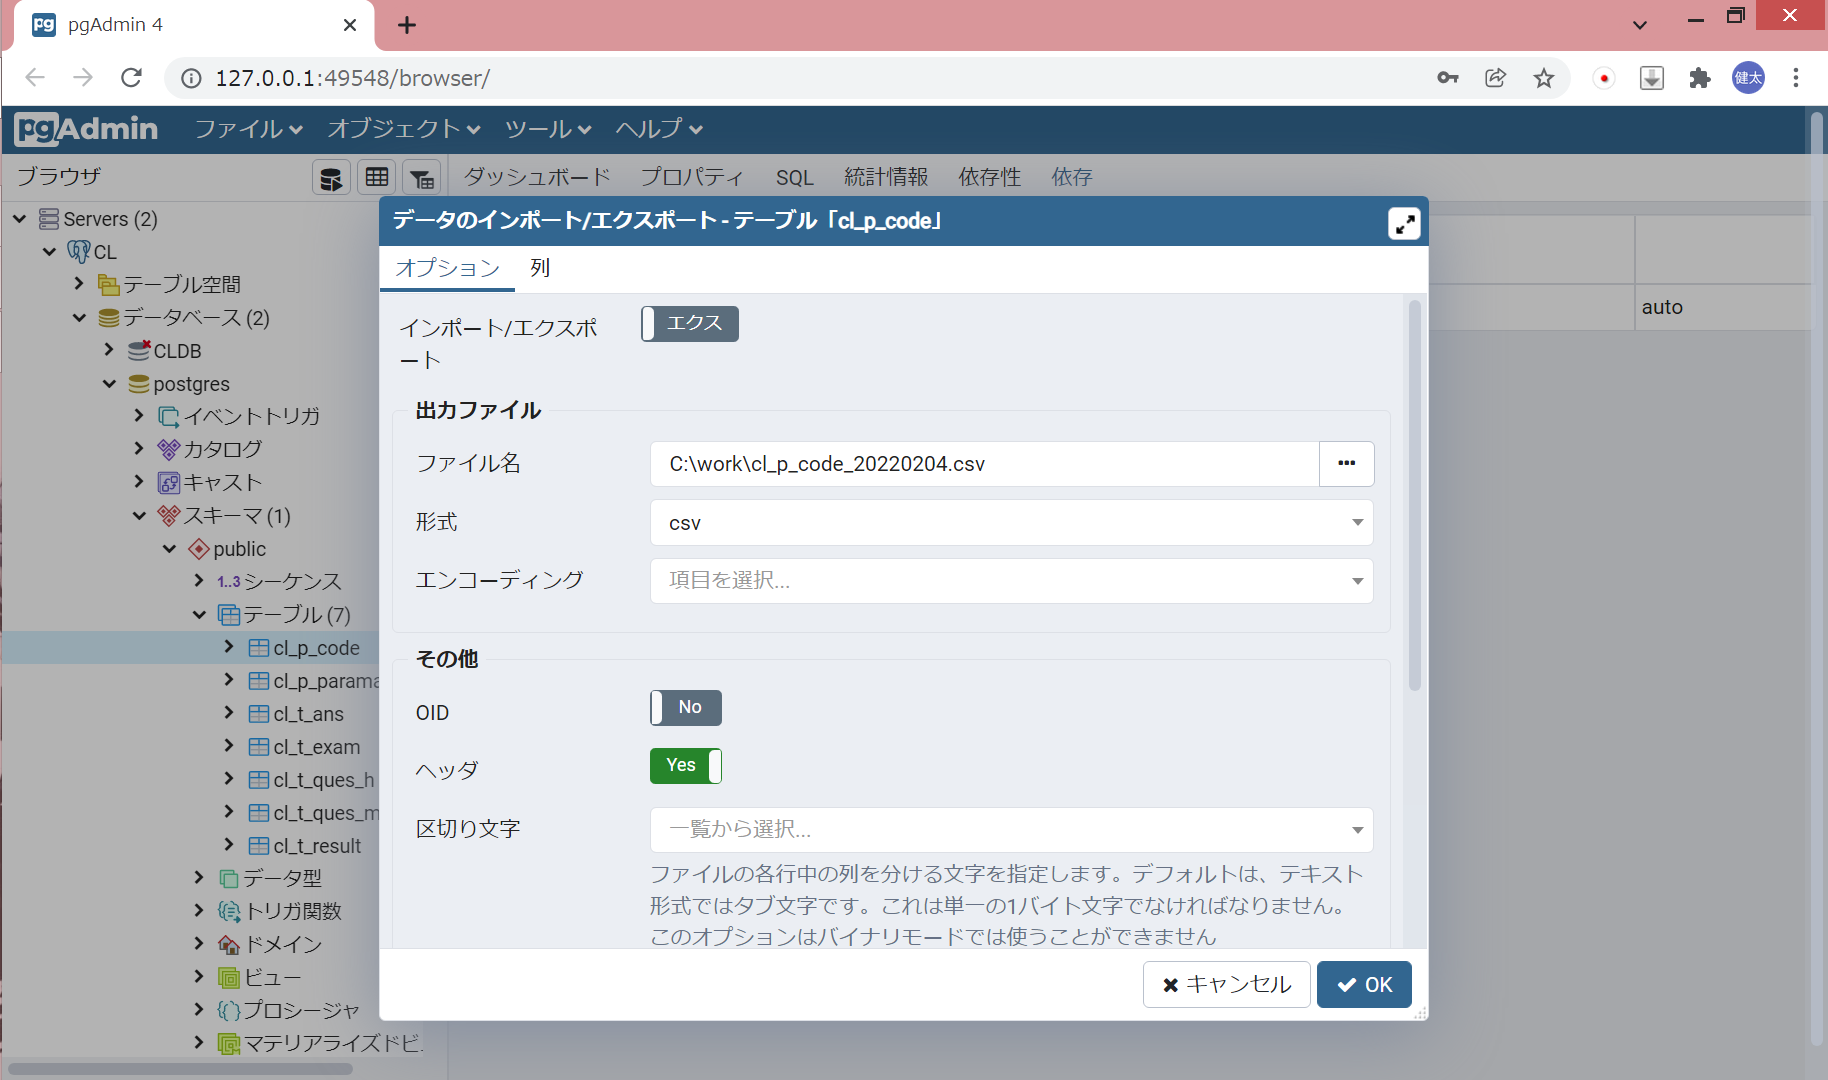 pgAdmin 4
127.0.0.1:49548/browser/
健太
pgAdmin
ファイル
オブジェクト
ツール
ヘルプ
ブラウザ
ダッシュボード
プロパティ
SQL
統計情報
依存性
依存
Servers (2)
CL
テーブル空間
データベース (2)
CLDB
postgres
イベントトリガ
カタログ
キャスト
スキーマ (1)
public
1..3 シーケンス
テーブル (7)
cl_p_code
cl_p_parama
cl_t_ans
cl_t_exam
cl_t_ques_h
cl_t_ques_m
cl_t_result
データ型
トリガ関数
ドメイン
ビュー
プロシージャ
マテリアライズドビ
auto
データのインポート/エクスポート - テーブル「cl_p_code」
オプション
列
インポート/エクスポ
ート
エクス
出力ファイル
ファイル名
C:\work\cl_p_code_20220204.csv
形式
csv
エンコーディング
項目を選択...
その他
OID
No
ヘッダ
Yes
区切り文字
一覧から選択...
ファイルの各行中の列を分ける文字を指定します。デフォルトは、テキスト
形式ではタブ文字です。これは単一の1バイト文字でなければなりません。
このオプションはバイナリモードでは使うことができません
キャンセル
OK